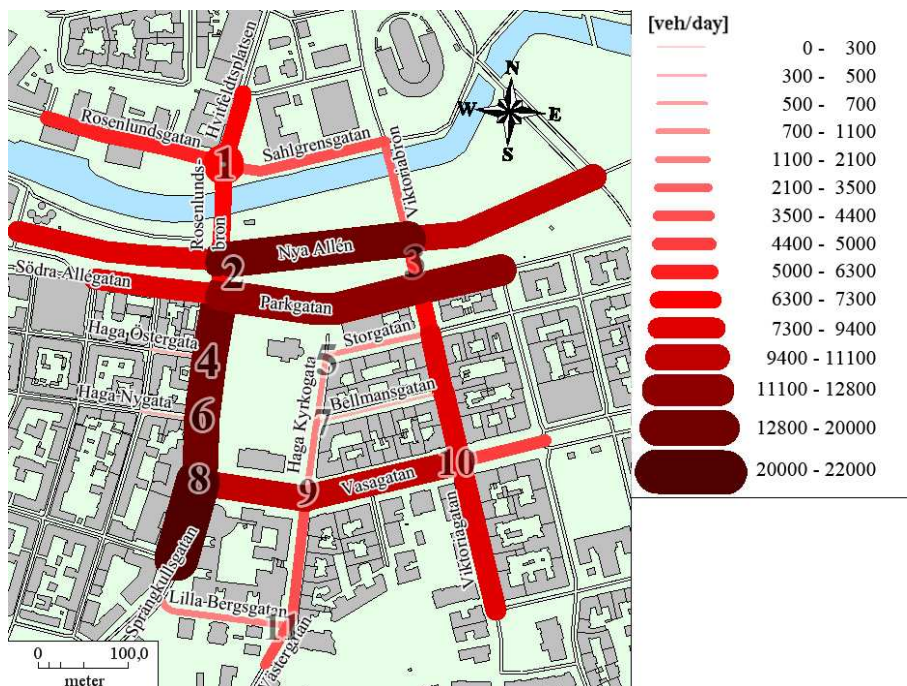 [veh/day]
0 - 300
300 - 500
500 - 700
700 - 1100
1100 - 2100
2100 - 3500
3500 - 4400
4400 - 5000
5000 - 6300
6300 - 7300
7300 - 9400
9400 - 11100
11100 - 12800
12800 - 20000
20000 - 22000
N
W E
S
Hvitfeldtsplatsen
Rosenlundsgatan
1
Sahlgrensgatan
Rosenlunds-
bron
Viktoriabron
Nya Allén
2
3
Södra Allégatan
Parkgatan
Haga Östergata
4
Storgatan
5
Haga Nygata
6
Haga Kyrkogata
Bellmansgatan
7
8
9
Vasagatan
10
Viktoriagatan
Sprängkullsgatan
Lilla Bergsgatan
11
Västergatan
0 100,0
meter